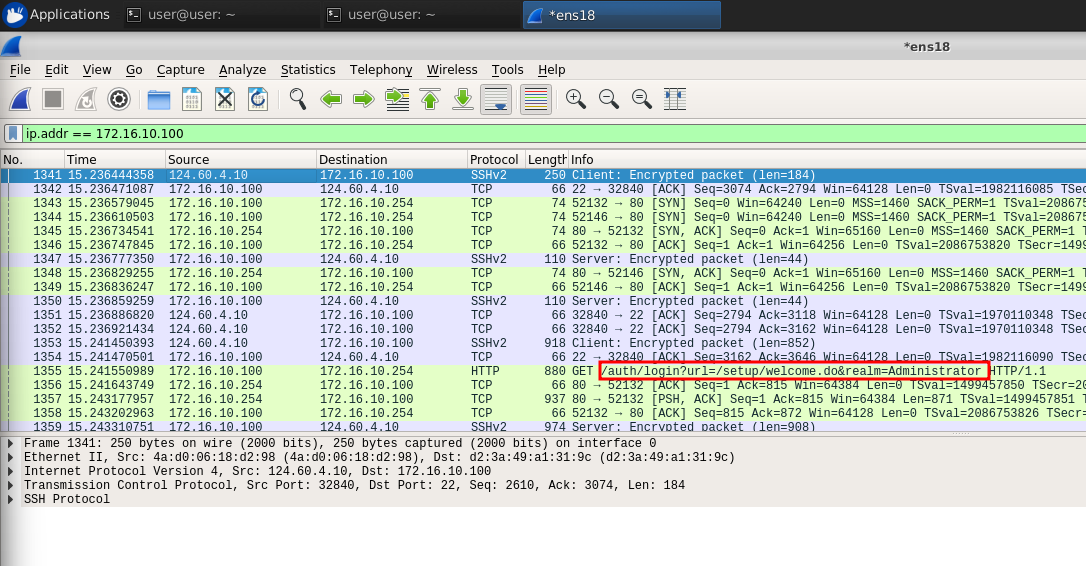 Applications user@user: ~ user@user: ~ *ens18
*ens18
File Edit View Go Capture Analyze Statistics Telephony Wireless Tools Help
ip.addr == 172.16.10.100
No. Time Source Destination Protocol Length Info
1341 15.236444358 124.60.4.10 172.16.10.100 SSHv2 250 Client: Encrypted packet (len=184)
1342 15.236471087 172.16.10.100 124.60.4.10 TCP 66 22 → 32840 [ACK] Seq=3074 Ack=2794 Win=64128 Len=0 TSval=1982116085 TSec
1343 15.236579045 172.16.10.100 172.16.10.254 TCP 74 52132 → 80 [SYN] Seq=0 Win=64240 Len=0 MSS=1460 SACK_PERM=1 TSval=208675
1344 15.236610503 172.16.10.100 172.16.10.254 TCP 74 52146 → 80 [SYN] Seq=0 Win=64240 Len=0 MSS=1460 SACK_PERM=1 TSval=208675
1345 15.236734541 172.16.10.254 172.16.10.100 TCP 74 80 → 52132 [SYN, ACK] Seq=0 Ack=1 Win=65160 Len=0 MSS=1460 SACK_PERM=1 T
1346 15.236747845 172.16.10.100 172.16.10.254 TCP 66 52132 → 80 [ACK] Seq=1 Ack=1 Win=64256 Len=0 TSval=2086753820 TSecr=1499
1347 15.236777350 172.16.10.100 124.60.4.10 SSHv2 110 Server: Encrypted packet (len=44)
1348 15.236829255 172.16.10.254 172.16.10.100 TCP 74 80 → 52146 [SYN, ACK] Seq=0 Ack=1 Win=65160 Len=0 MSS=1460 SACK_PERM=1 T
1349 15.236836247 172.16.10.100 172.16.10.254 TCP 66 52146 → 80 [ACK] Seq=1 Ack=1 Win=64256 Len=0 TSval=2086753820 TSecr=1499
1350 15.236859259 172.16.10.100 124.60.4.10 SSHv2 110 Server: Encrypted packet (len=44)
1351 15.236886820 124.60.4.10 172.16.10.100 TCP 66 32840 → 22 [ACK] Seq=2794 Ack=3118 Win=64128 Len=0 TSval=1970110348 TSec
1352 15.236921434 124.60.4.10 172.16.10.100 TCP 66 32840 → 22 [ACK] Seq=2794 Ack=3162 Win=64128 Len=0 TSval=1970110348 TSec
1353 15.241450393 124.60.4.10 172.16.10.100 SSHv2 918 Client: Encrypted packet (len=852)
1354 15.241470501 172.16.10.100 124.60.4.10 TCP 66 22 → 32840 [ACK] Seq=3162 Ack=3646 Win=64128 Len=0 TSval=1982116090 TSec
1355 15.241550989 172.16.10.100 172.16.10.254 HTTP 880 GET /auth/login?url=/setup/welcome.do&realm=Administrator HTTP/1.1
1356 15.241643749 172.16.10.254 172.16.10.100 TCP 66 80 → 52132 [ACK] Seq=1 Ack=815 Win=64384 Len=0 TSval=1499457850 TSecr=20
1357 15.243177957 172.16.10.254 172.16.10.100 TCP 937 80 → 52132 [PSH, ACK] Seq=1 Ack=815 Win=64384 Len=871 TSval=1499457851 T
1358 15.243202963 172.16.10.100 172.16.10.254 TCP 66 52132 → 80 [ACK] Seq=815 Ack=872 Win=64128 Len=0 TSval=2086753826 TSecr=
1359 15.243310751 172.16.10.100 124.60.4.10 SSHv2 974 Server: Encrypted packet (len=908)
Frame 1341: 250 bytes on wire (2000 bits), 250 bytes captured (2000 bits) on interface 0
Ethernet II, Src: 4a:d0:06:18:d2:98 (4a:d0:06:18:d2:98), Dst: d2:3a:49:a1:31:9c (d2:3a:49:a1:31:9c)
Internet Protocol Version 4, Src: 124.60.4.10, Dst: 172.16.10.100
Transmission Control Protocol, Src Port: 32840, Dst Port: 22, Seq: 2610, Ack: 3074, Len: 184
SSH Protocol